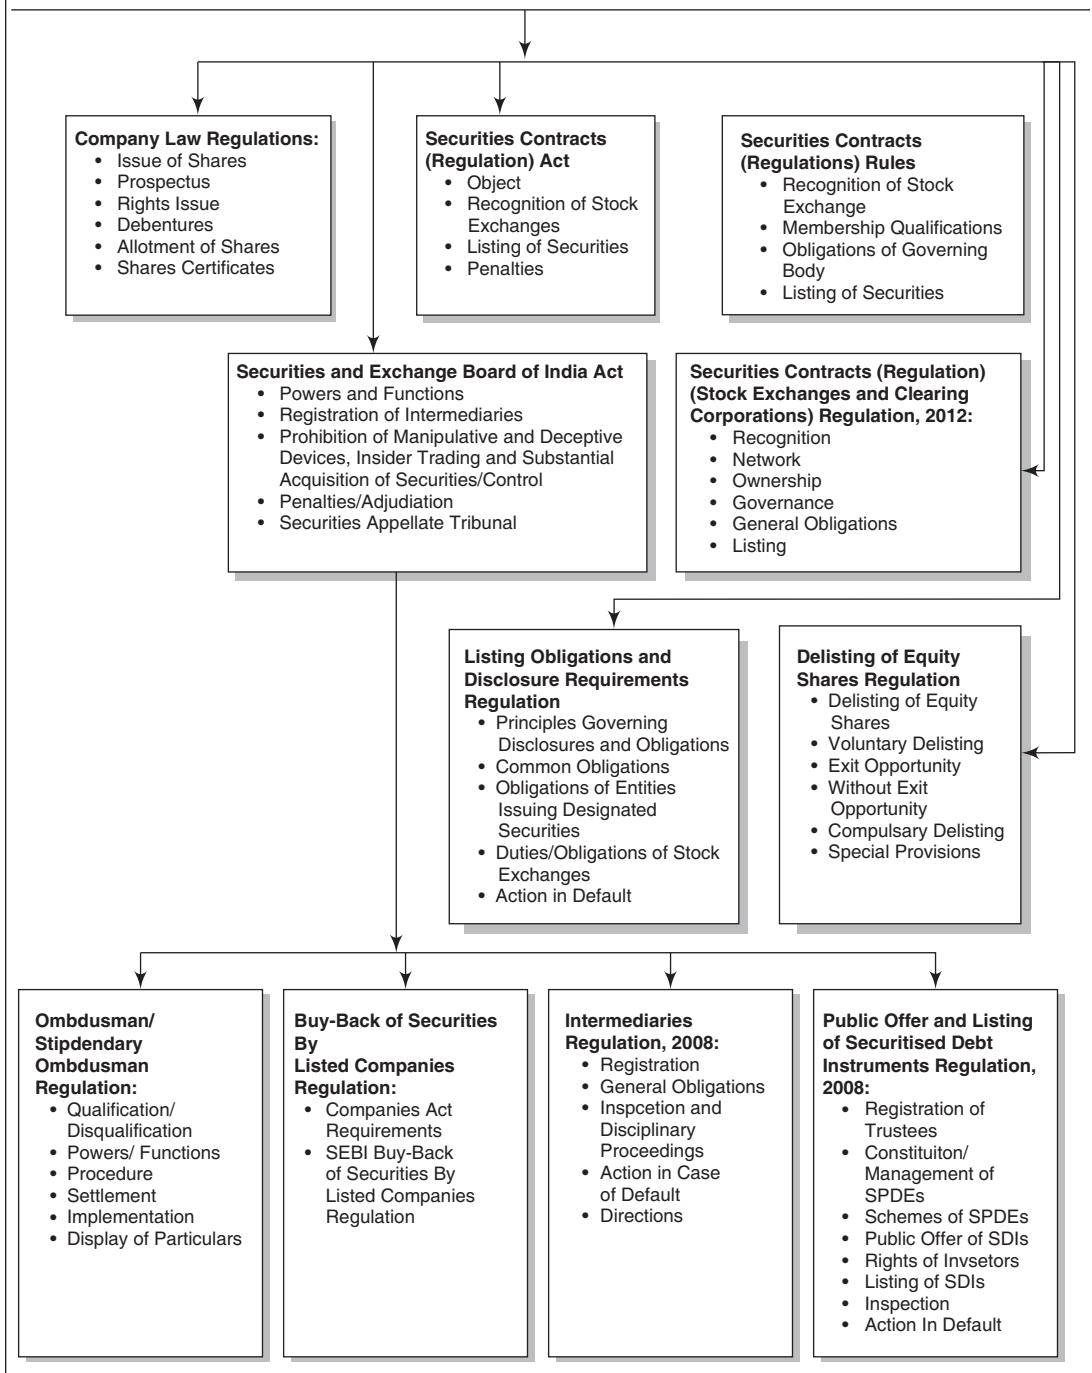 Company Law Regulations:
• Issue of Shares
• Prospectus
• Rights Issue
• Debentures
• Allotment of Shares
• Shares Certificates
Securities Contracts
(Regulation) Act
• Object
• Recognition of Stock
Exchanges
• Listing of Securities
• Penalties
Securities Contracts
(Regulations) Rules
• Recognition of Stock
Exchange
• Membership Qualifications
• Obligations of Governing
Body
• Listing of Securities
Securities and Exchange Board of India Act
• Powers and Functions
• Registration of Intermediaries
• Prohibition of Manipulative and Deceptive
Devices, Insider Trading and Substantial
Acquisition of Securities/Control
• Penalties/Adjudiation
• Securities Appellate Tribunal
Securities Contracts (Regulation)
(Stock Exchanges and Clearing
Corporations) Regulation, 2012:
• Recognition
• Network
• Ownership
• Governance
• General Obligations
• Listing
Listing Obligations and
Disclosure Requirements
Regulation
• Principles Governing
Disclosures and Obligations
• Common Obligations
• Obligations of Entities
Issuing Designated
Securities
• Duties/Obligations of Stock
Exchanges
• Action in Default
Delisting of Equity
Shares Regulation
• Delisting of Equity
Shares
• Voluntary Delisting
• Exit Opportunity
• Without Exit
Opportunity
• Compulsary Delisting
• Special Provisions
Ombdusman/
Stipdendary
Ombudsman
Regulation:
• Qualification/
Disqualification
• Powers/ Functions
• Procedure
• Settlement
• Implementation
• Display of Particulars
Buy-Back of Securities
By
Listed Companies
Regulation:
• Companies Act
Requirements
• SEBI Buy-Back
of Securities By
Listed Companies
Regulation
Intermediaries
Regulation, 2008:
• Registration
• General Obligations
• Inspcetion and
Disciplinary
Proceedings
• Action in Case
of Default
• Directions
Public Offer and Listing
of Securitised Debt
Instruments Regulation,
2008:
• Registration of
Trustees
• Constituiton/
Management of
SPDEs
• Schemes of SPDEs
• Public Offer of SDIs
• Rights of Invsetors
• Listing of SDIs
• Inspection
• Action In Default